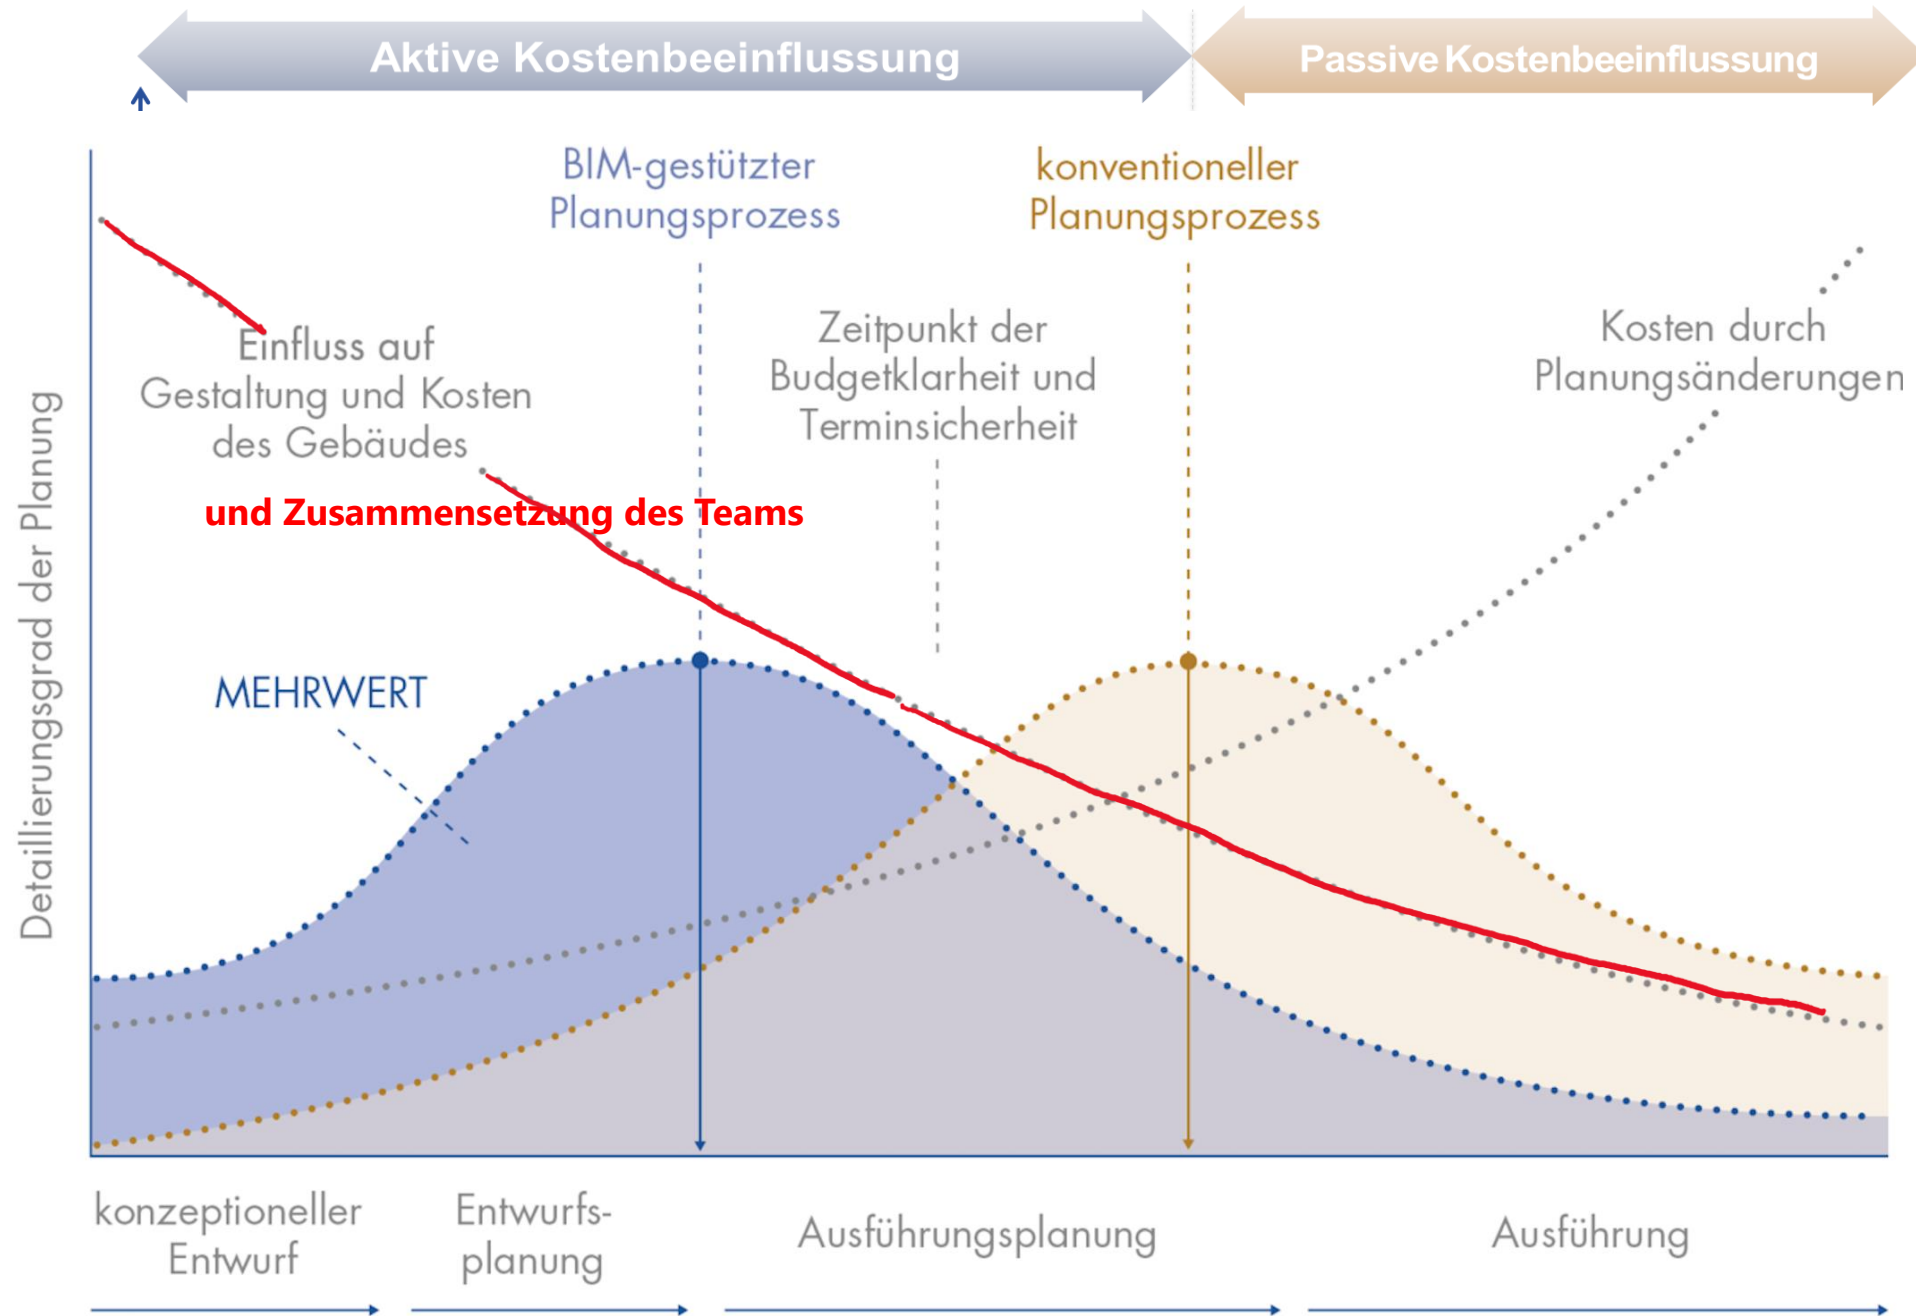 Aktive Kostenbeeinflussung
Passive Kostenbeeinflussung
BIM-gestützter
Planungsprozess
konventioneller
Planungsprozess
Einfluss auf
Gestaltung und Kosten
des Gebäudes
und Zusammensetzung des Teams
Zeitpunkt der
Budgetklarheit und
Terminsicherheit
Kosten durch
Planungsänderungen
MEHRWERT
Detaillierungsgrad der Planung
konzeptioneller
Entwurf
Entwurfs-
planung
Ausführungsplanung
Ausführung